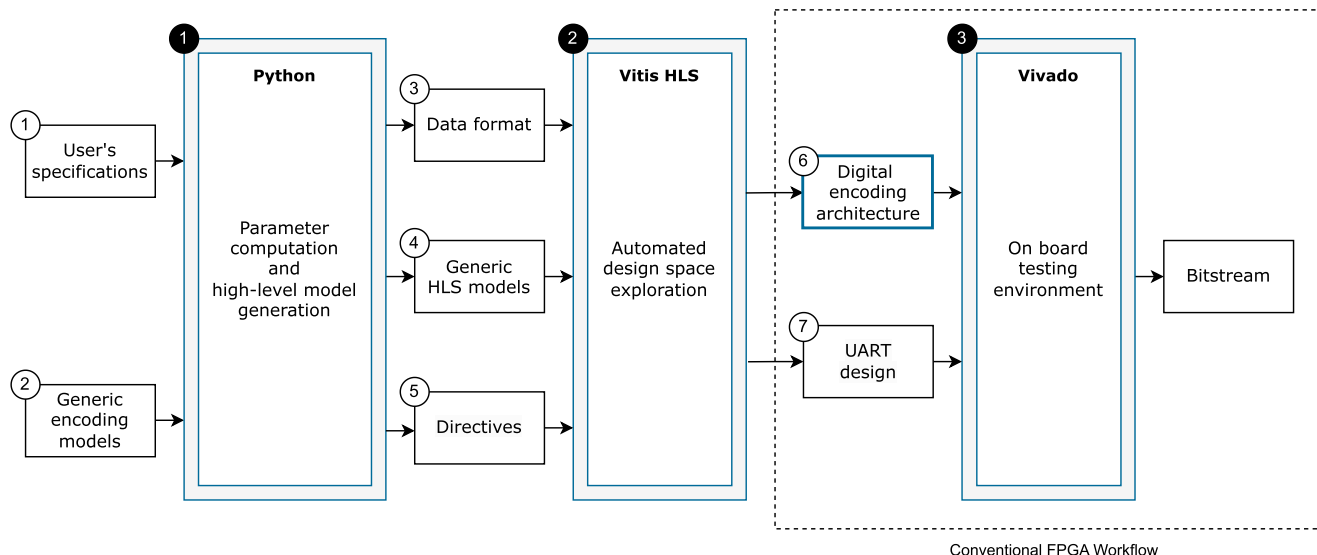 1
Python
1
User's
specifications
2
Generic
encoding
models
Parameter
computation
and
high-level model
generation
3
Data format
4
Generic
HLS models
5
Directives
2
Vitis HLS
Automated
design space
exploration
6
Digital
encoding
architecture
7
UART
design
3
Vivado
On board
testing
environment
Bitstream
Conventional FPGA Workflow